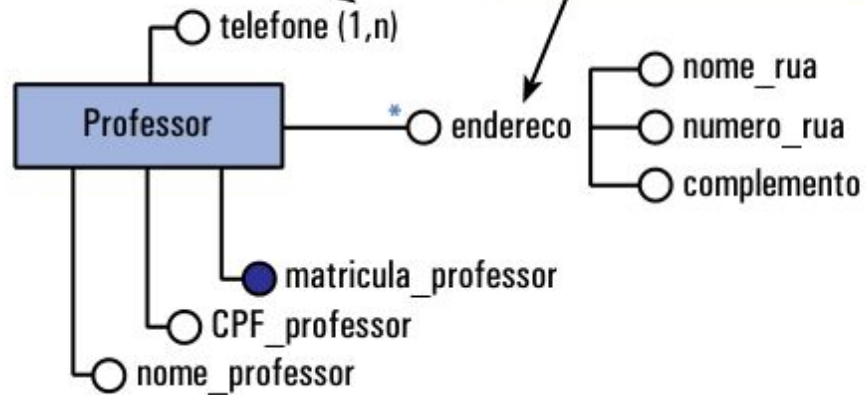 telefone (1,n)
nome_rua
Professor
*
endereco
numero_rua
complemento
matricula_professor
CPF_professor
nome_professor